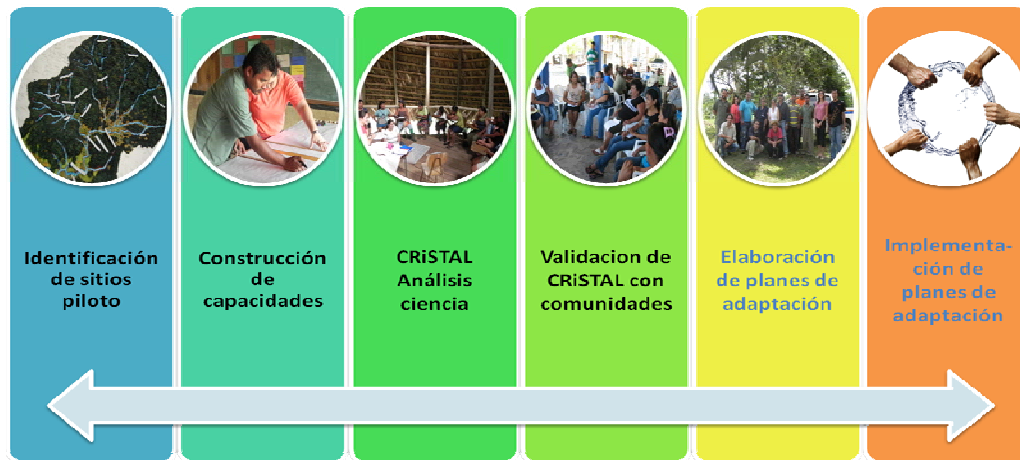 Identificación
de sitios
piloto
Construcción
de
capacidades
CRiSTAL
Análisis
ciencia
Validacion de
CRiSTAL con
comunidades
Elaboración
de planes de
adaptación
Implementa-
ción de
planes de
adaptación